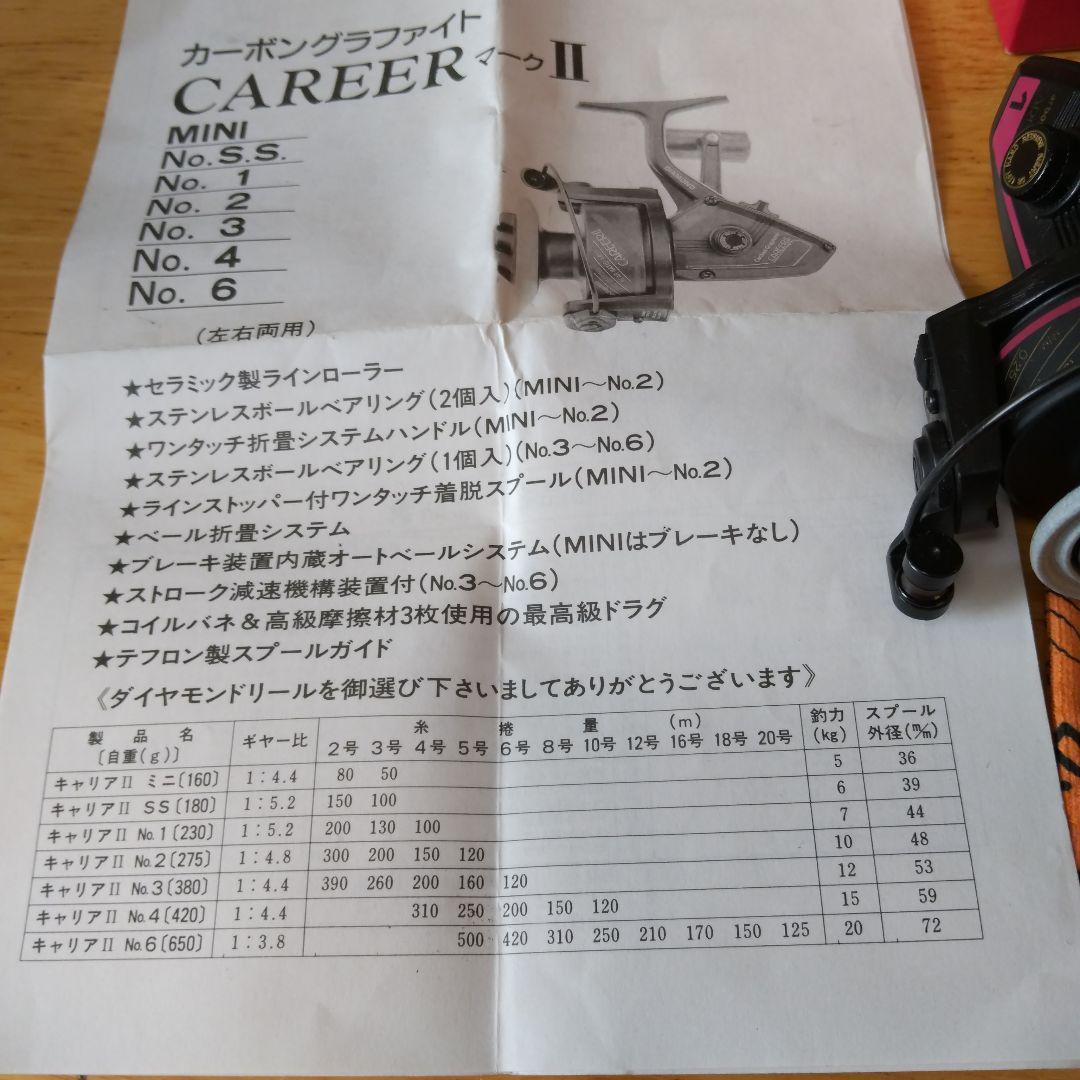 カーボングラファイト
CAREER マークⅡ
MINI
No. S.S.
No. 1
No. 2
No. 3
No. 4
No. 6
(左右両用)
★セラミック製ラインローラー
★ステンレスボールベアリング(2個入)(MINI〜No.2)
★ワンタッチ折畳システムハンドル(MINI〜No.2)
★ステンレスボールベアリング(1個入)(No.3〜No.6)
★ラインストッパー付ワンタッチ着脱スプール(MINI〜No.2)
★ベール折畳システム
★ブレーキ装置内蔵オートベールシステム(MINIはブレーキなし)
★ストローク減速機構装置付(No.3〜No.6)
★コイルバネ&高級摩擦材3枚使用の最高級ドラグ
★テフロン製スプールガイド
《ダイヤモンドリールを御選び下さいましてありがとうございます》
製品名〔自重(g)〕 ギヤー比 糸捲量(m) 釣力(kg) スプール外径(m/m)
2号 3号 4号 5号 6号 8号 10号 12号 16号 18号 20号
キャリアⅡ ミニ〔160〕 1:4.4 80 50 5 36
キャリアⅡ SS〔180〕 1:5.2 150 100 6 39
キャリアⅡ No.1〔230〕 1:5.2 200 130 100 7 44
キャリアⅡ No.2〔275〕 1:4.8 300 200 150 120 10 48
キャリアⅡ No.3〔380〕 1:4.4 390 260 200 160 120 12 53
キャリアⅡ No.4〔420〕 1:4.4 310 250 200 150 120 15 59
キャリアⅡ No.6〔650〕 1:3.8 500 420 310 250 210 170 150 125 20 72